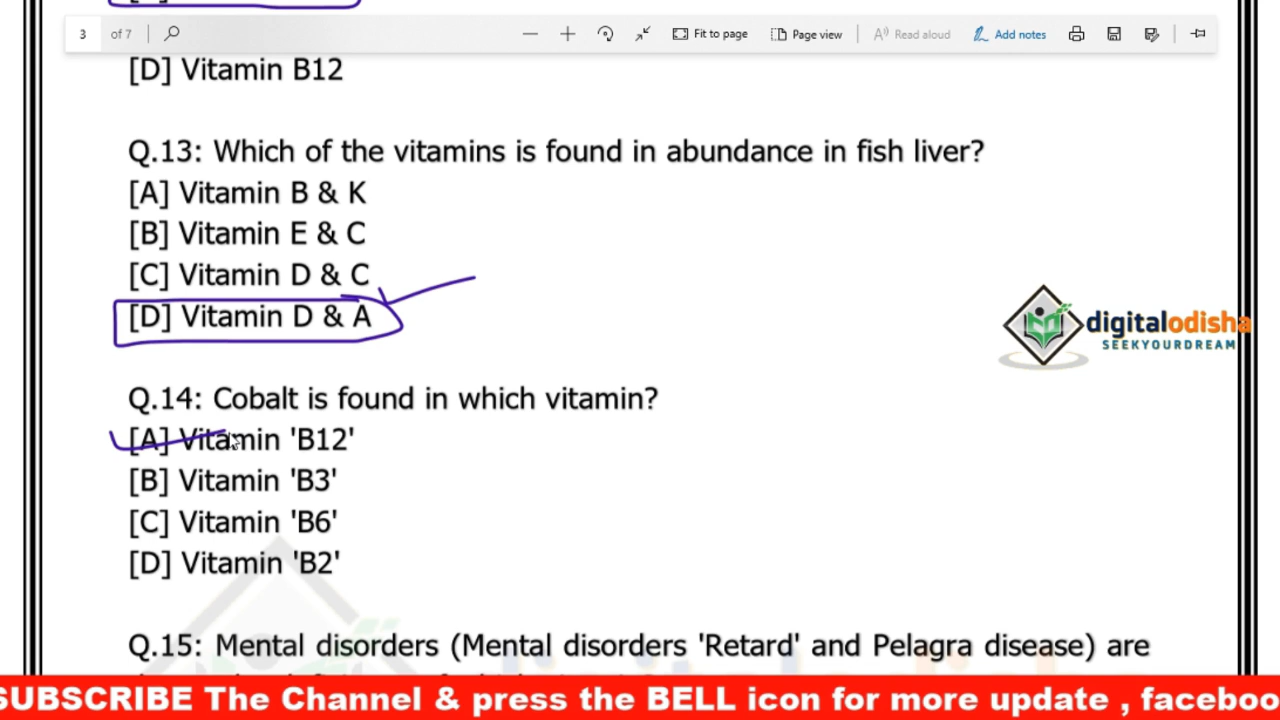 3 of 7 Fit to page Page view Read aloud Add notes
[D] Vitamin B12
Q.13: Which of the vitamins is found in abundance in fish liver?
[A] Vitamin B & K
[B] Vitamin E & C
[C] Vitamin D & C
[D] Vitamin D & A
digitalodisha
SEEKYOURDREAM
Q.14: Cobalt is found in which vitamin?
[A] Vitamin 'B12'
[B] Vitamin 'B3'
[C] Vitamin 'B6'
[D] Vitamin 'B2'
Q.15: Mental disorders (Mental disorders 'Retard' and Pelagra disease) are
SUBSCRIBE The Channel & press the BELL icon for more update , faceboo